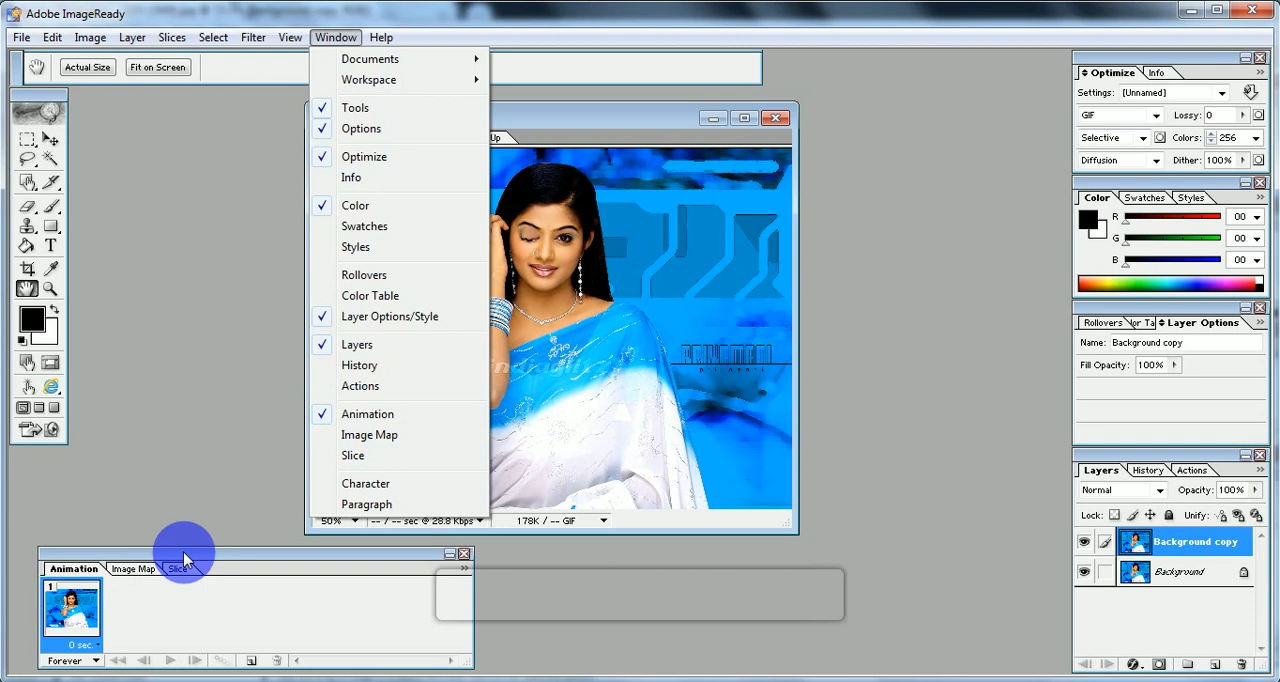 Adobe ImageReady
File Edit Image Layer Slices Select Filter View Window Help
Actual Size Fit on Screen
Documents
Workspace
Tools
Options
Optimize
Info
Color
Swatches
Styles
Rollovers
Color Table
Layer Options/Style
Layers
History
Actions
Animation
Image Map
Slice
Character
Paragraph
Up
50% -- / -- sec @ 28.8 Kbps 178K / -- GIF
Animation Image Map Slice
1
0 sec.
Forever
Optimize Info
Settings: [Unnamed]
GIF Lossy: 0
Selective Colors: 256
Diffusion Dither: 100%
Color Swatches Styles
R 00
G 00
B 00
Rollovers Layer Options
Name: Background copy
Fill Opacity: 100%
Layers History Actions
Normal Opacity: 100%
Lock: Unify:
Background copy
Background